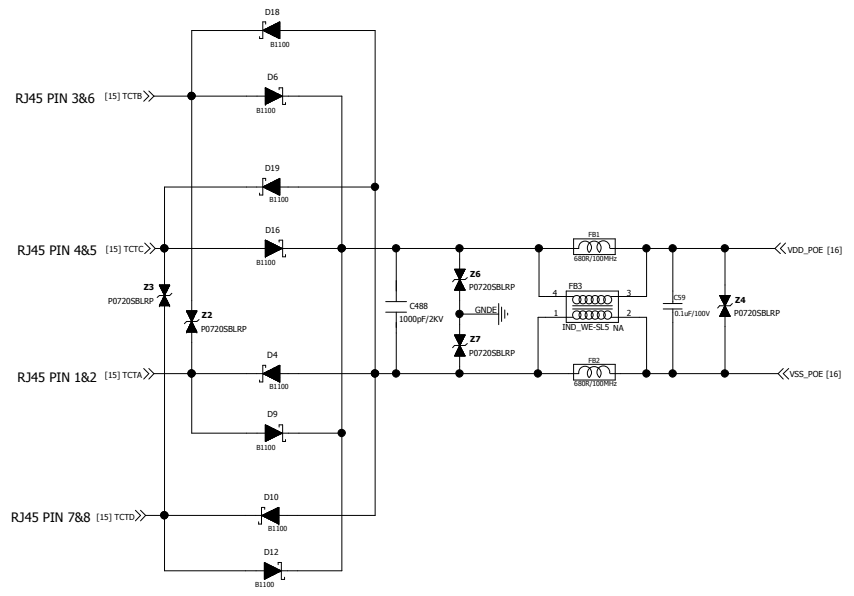 D18
B1100
RJ45 PIN 3&6 [15] TCTB
D6
B1100
D19
B1100
RJ45 PIN 4&5 [15] TCTC
D16
B1100
FB1
680R/100MHz
VDD_POE [16]
Z3
P0720SBLRP
Z2
P0720SBLRP
C488
1000pF/2KV
Z6
P0720SBLRP
GNDE
Z7
P0720SBLRP
FB3
4 3
1 2
IND_WE-SL5 NA
C59
0.1uF/100V
Z4
P0720SBLRP
RJ45 PIN 1&2 [15] TCTA
D4
B1100
FB2
680R/100MHz
VSS_POE [16]
D9
B1100
RJ45 PIN 7&8 [15] TCTD
D10
B1100
D12
B1100